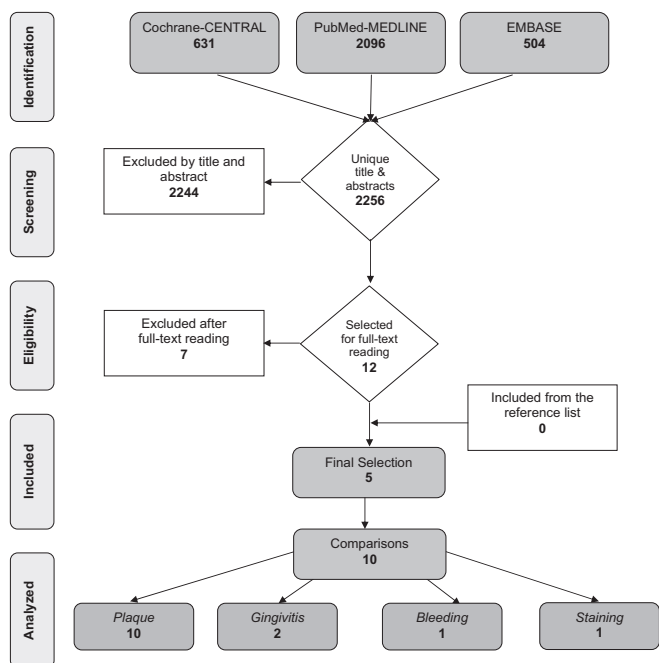 Identification
Cochrane-CENTRAL
631
PubMed-MEDLINE
2096
EMBASE
504
Screening
Excluded by title and
abstract
2244
Unique
title &
abstracts
2256
Eligibility
Excluded after
full-text reading
7
Selected
for full-text
reading
12
Included from the
reference list
0
Included
Final Selection
5
Comparisons
10
Analyzed
Plaque
10
Gingivitis
2
Bleeding
1
Staining
1